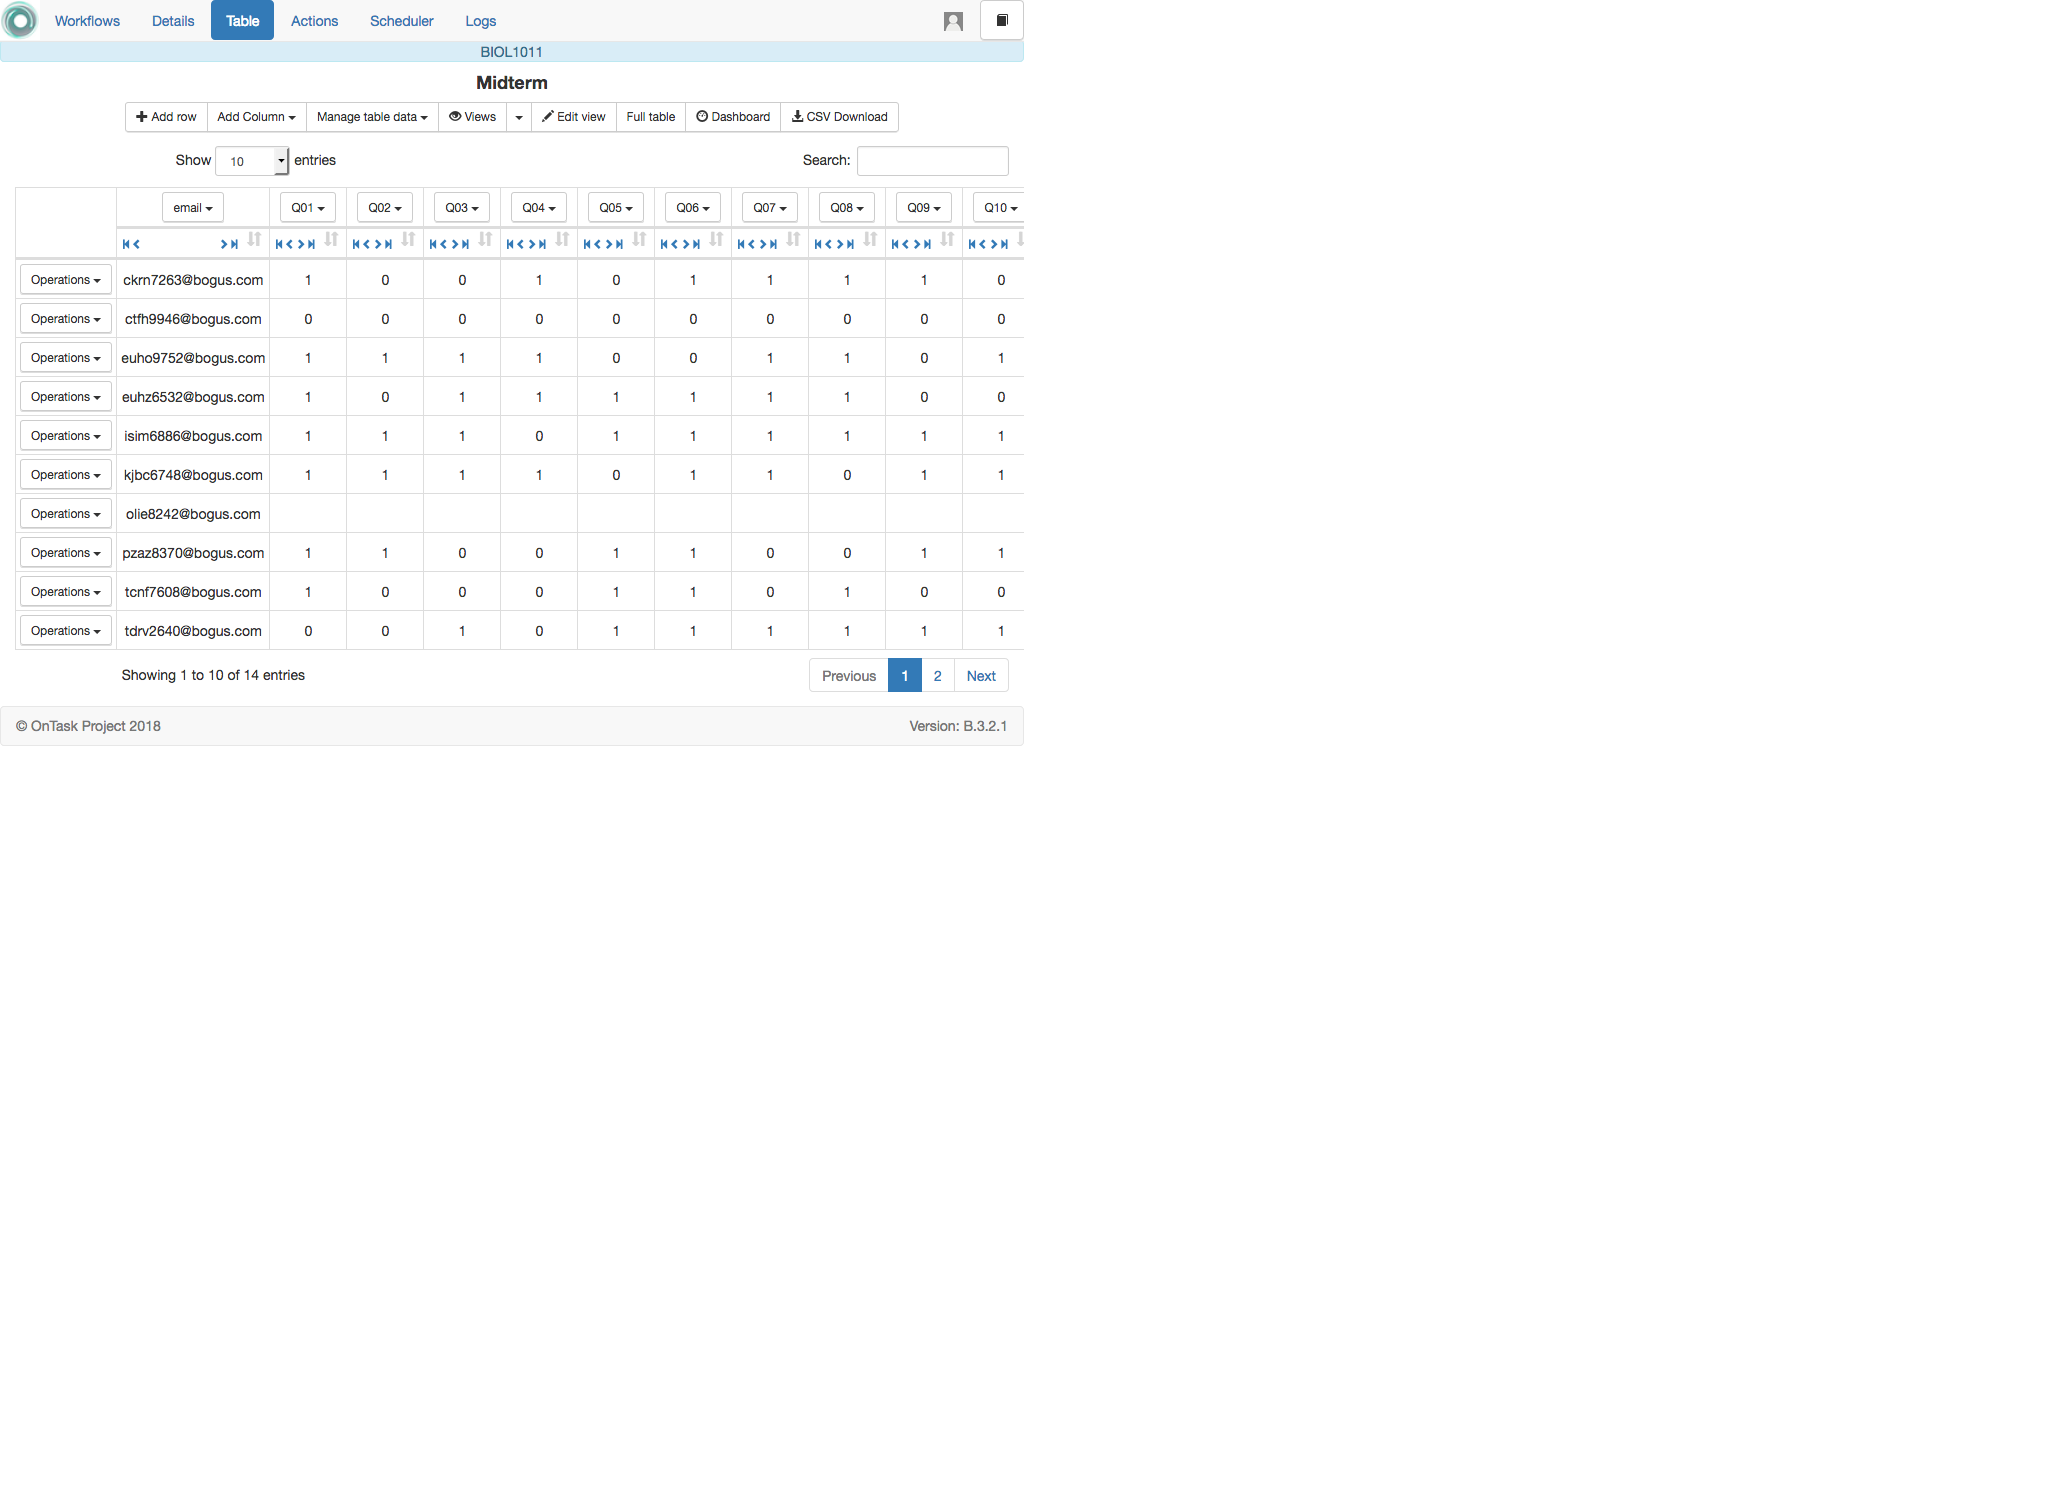 Workflows Details Table Actions Scheduler Logs
BIOL1011
Midterm
Add row Add Column Manage table data Views Edit view Full table Dashboard CSV Download
Show 10 entries Search:
email Q01 Q02 Q03 Q04 Q05 Q06 Q07 Q08 Q09 Q10
Operations ckrn7263@bogus.com 1 0 0 1 0 1 1 1 1 0
Operations ctfh9946@bogus.com 0 0 0 0 0 0 0 0 0 0
Operations euho9752@bogus.com 1 1 1 1 0 0 1 1 0 1
Operations euhz6532@bogus.com 1 0 1 1 1 1 1 1 0 0
Operations isim6886@bogus.com 1 1 1 0 1 1 1 1 1 1
Operations kjbc6748@bogus.com 1 1 1 1 0 1 1 0 1 1
Operations olie8242@bogus.com
Operations pzaz8370@bogus.com 1 1 0 0 1 1 0 0 1 1
Operations tcnf7608@bogus.com 1 0 0 0 1 1 0 1 0 0
Operations tdrv2640@bogus.com 0 0 1 0 1 1 1 1 1 1
Showing 1 to 10 of 14 entries Previous 1 2 Next
© OnTask Project 2018 Version: B.3.2.1